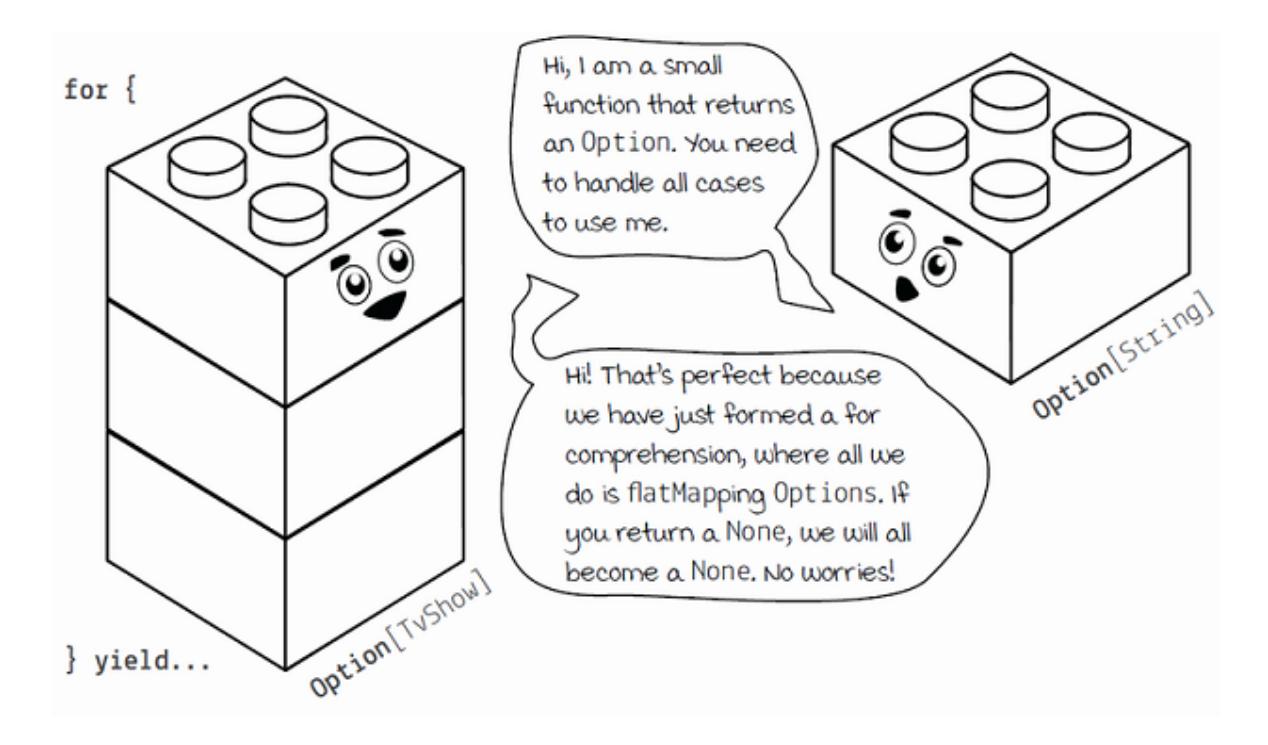 for {
Hi, I am a small
function that returns
an Option. You need
to handle all cases
to use me.
Option[String]
Hi! That's perfect because
we have just formed a for
comprehension, where all we
do is flatMapping Options. If
you return a None, we will all
become a None. No worries!
Option[TvShow]
} yield...